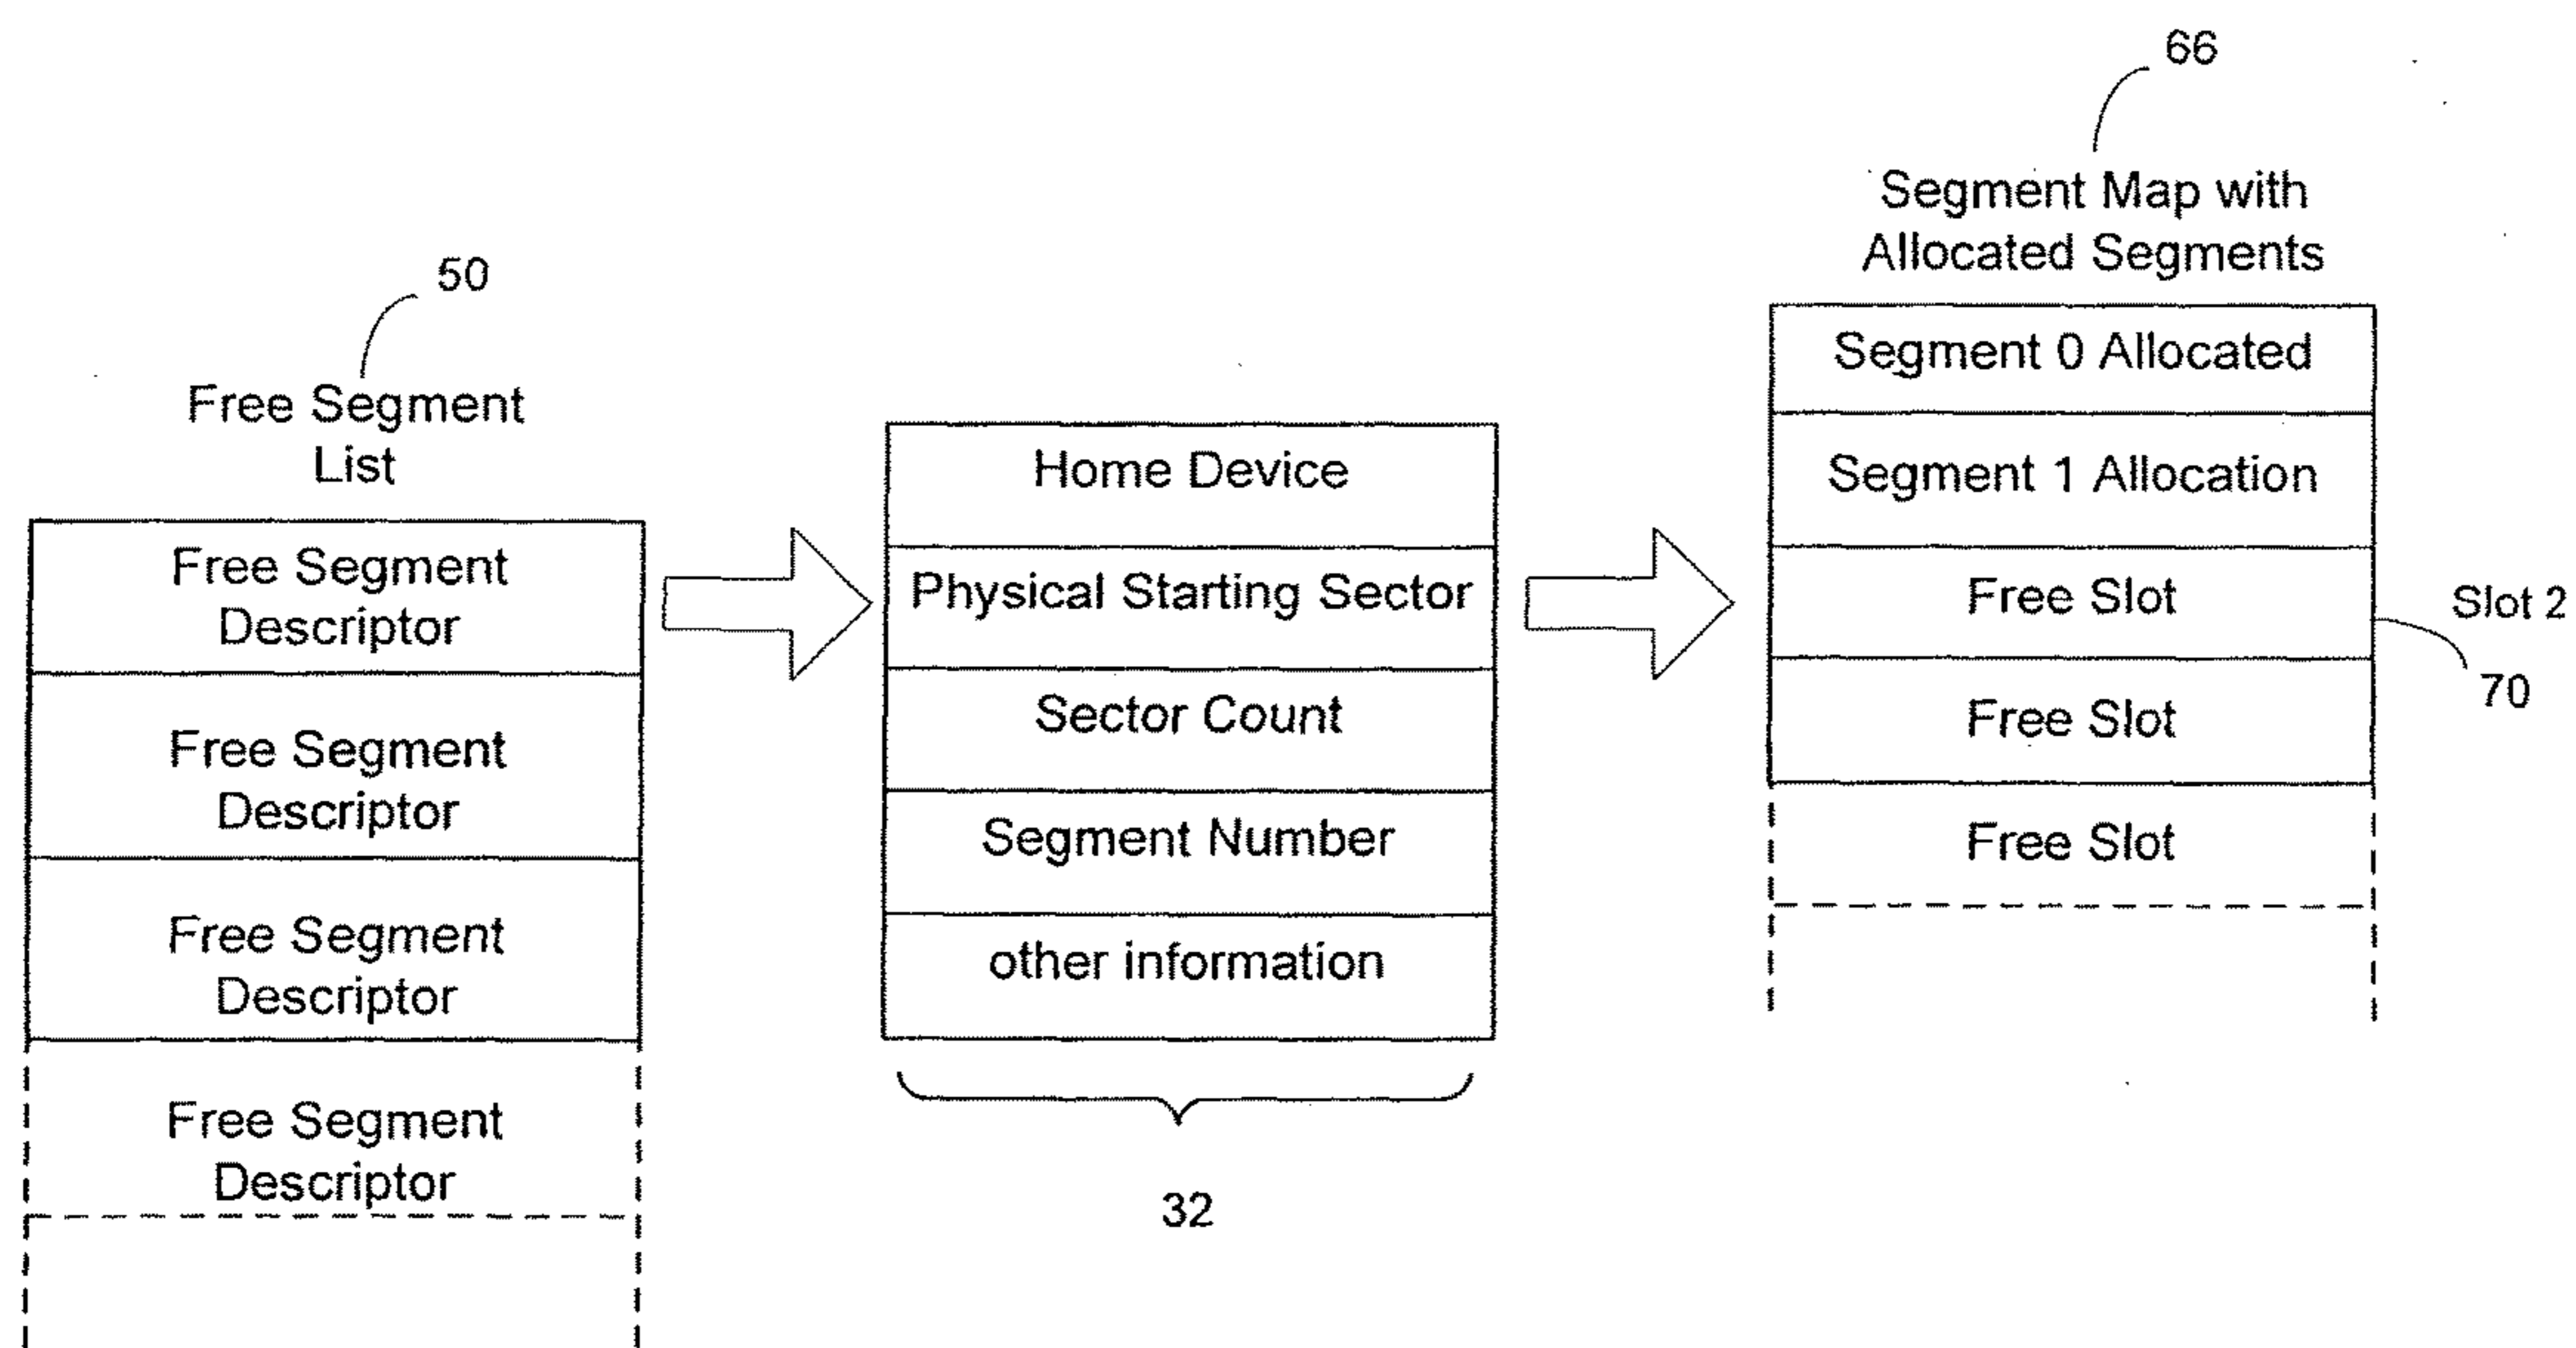 50
Free Segment
List
Free Segment
Descriptor
Free Segment
Descriptor
Free Segment
Descriptor
Free Segment
Descriptor
Home Device
Physical Starting Sector
Sector Count
Segment Number
other information
32
66
Segment Map with
Allocated Segments
Segment 0 Allocated
Segment 1 Allocation
Free Slot
Free Slot
Free Slot
Slot 2
70